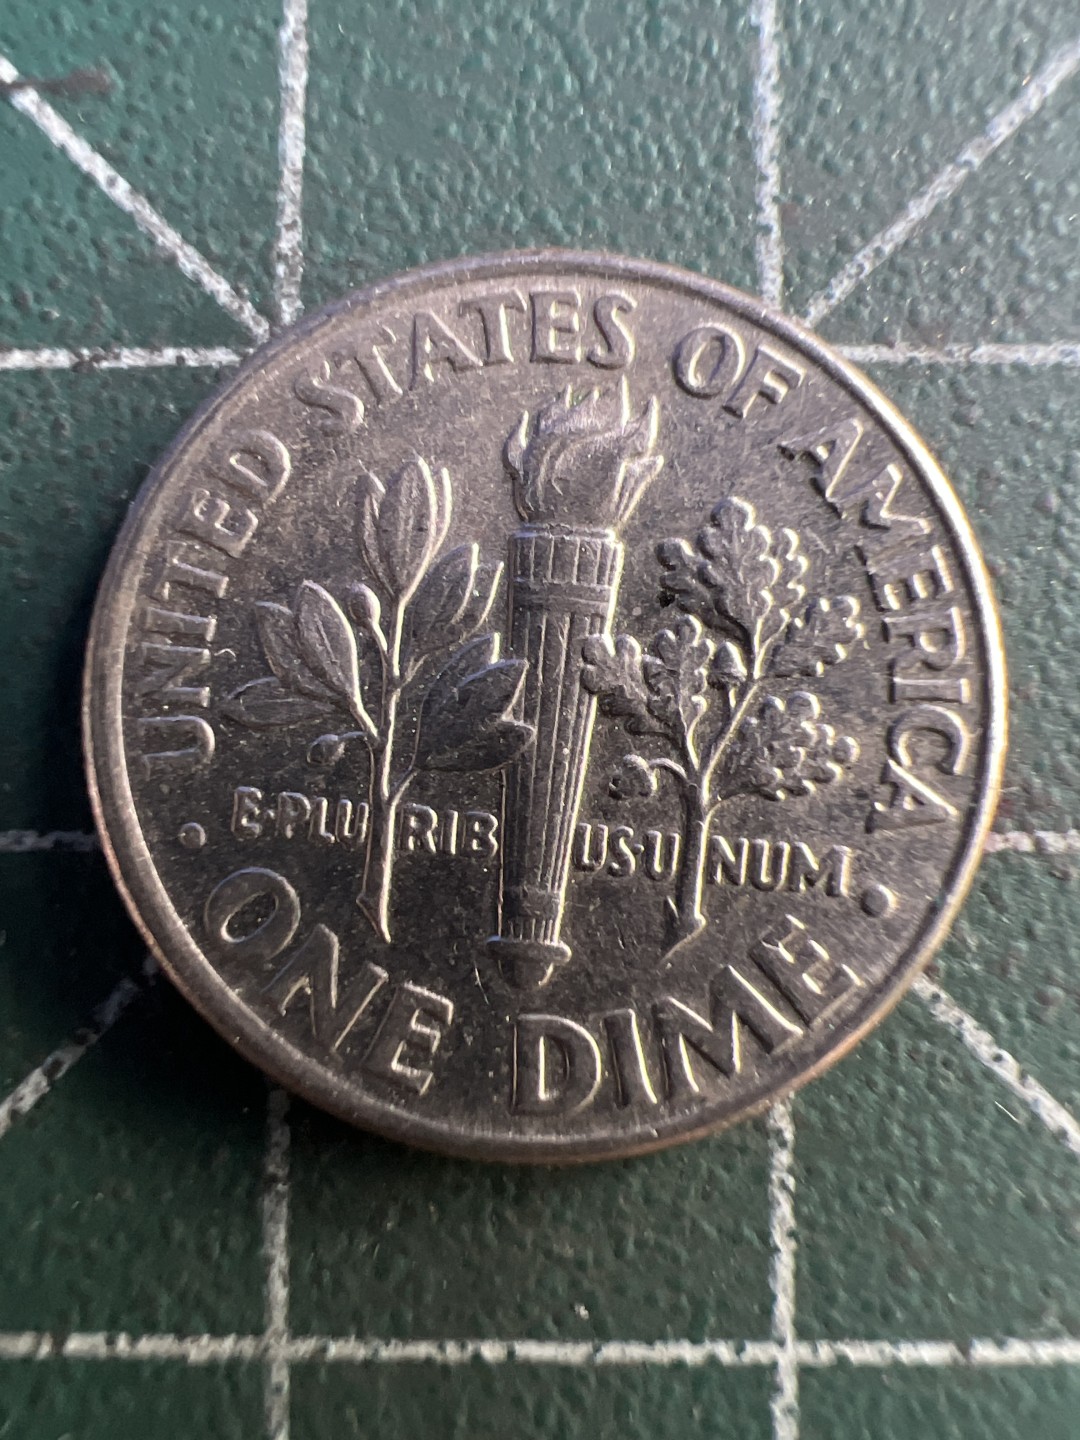 UNITED STATES OF AMERICA
E·PLURIBUS·UNUM
• ONE DIME •